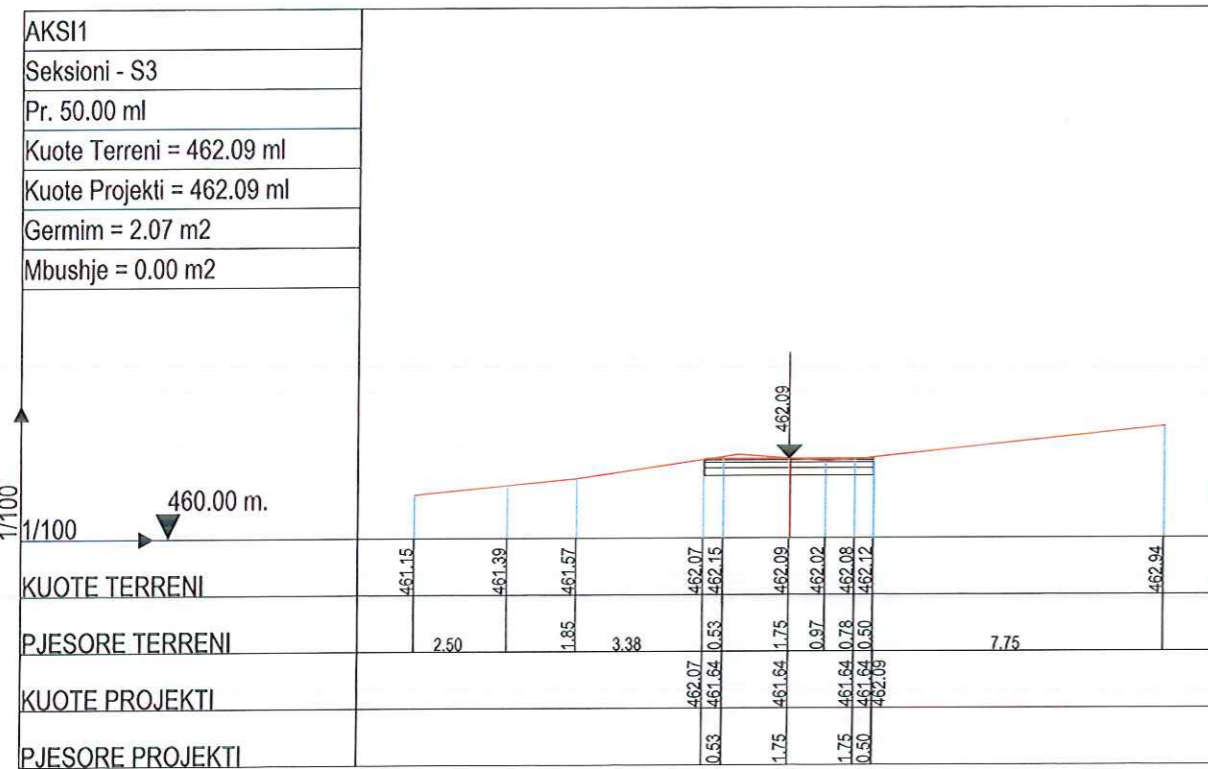 AKSI1
Seksioni - S3
Pr. 50.00 ml
Kuote Terreni = 462.09 ml
Kuote Projekti = 462.09 ml
Germim = 2.07 m2
Mbushje = 0.00 m2
462.09
1/100
460.00 m.
1/100
KUOTE TERRENI 461.15 461.39 461.57 462.07 462.15 462.09 462.02 462.08 462.12 462.94
PJESORE TERRENI 2.50 1.85 3.38 0.53 1.75 0.97 0.78 0.50 7.75
KUOTE PROJEKTI 462.07 461.64 461.64 461.64 461.64 462.09
PJESORE PROJEKTI 0.53 1.75 1.75 0.50